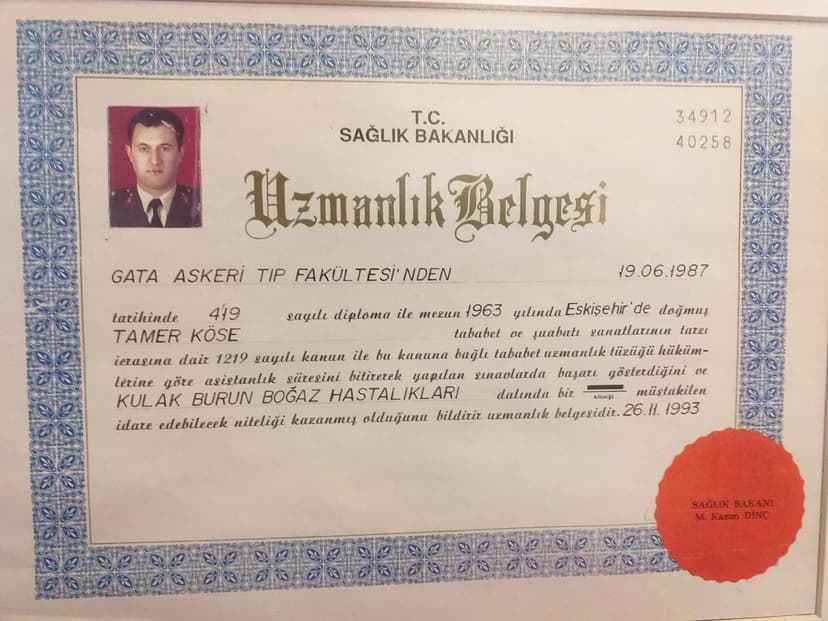 T.C.
SAĞLIK BAKANLIĞI
34912
40258
Uzmanlık Belgesi
GATA ASKERİ TIP FAKÜLTESİ'NDEN 19.06.1987
tarihinde 419 sayılı diploma ile mezun 1963 yılında Eskişehir'de doğmuş
TAMER KÖSE tababet ve şuabatı sanatlarının tarzı
icrasına dair 1219 sayılı kanun ile bu kanuna bağlı tababet uzmanlık tüzüğü hüküm-
lerine göre asistanlık süresini bitirerek yapılan sınavlarda başarı gösterdiğini ve
KULAK BURUN BOĞAZ HASTALIKLARI dalında bir kliniği müstakilen
idare edebilecek niteliği kazanmış olduğunu bildirir uzmanlık belgesidir. 26.11.1993
SAĞLIK BAKANI
M. Kazım DİNÇ